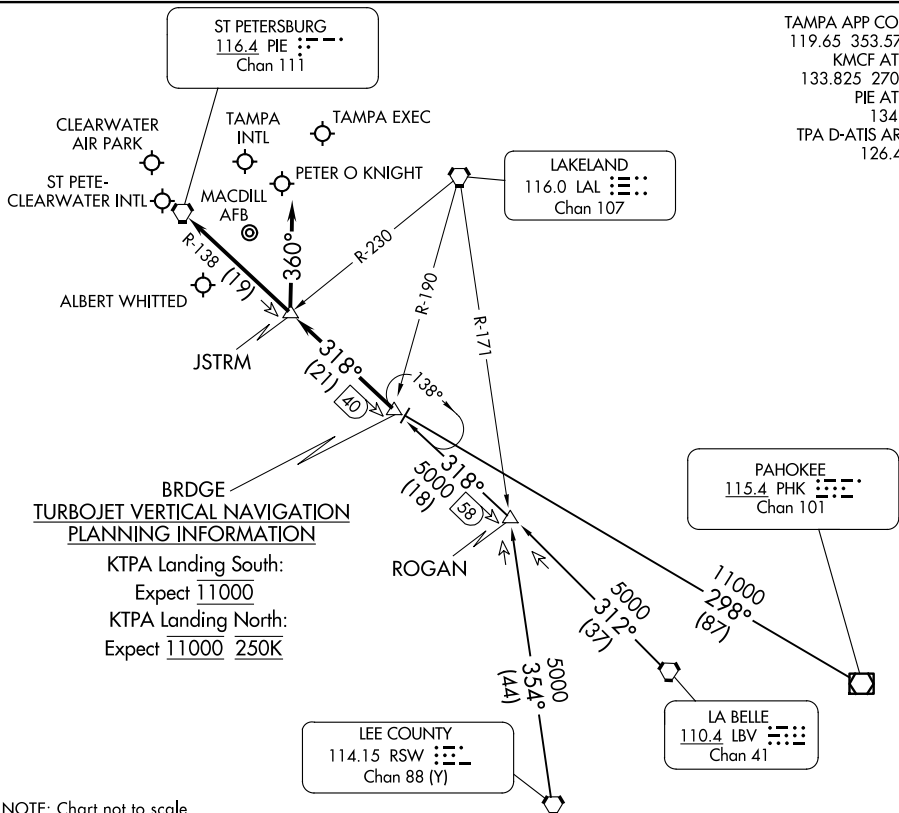 ST PETERSBURG
116.4 PIE
Chan 111
TAMPA APP CO
119.65 353.57
KMCF AT
133.825 270
PIE AT
134
TPA D-ATIS AR
126.4
CLEARWATER
AIR PARK
TAMPA
INTL
TAMPA EXEC
ST PETE-
CLEARWATER INTL
MACDILL
AFB
PETER O KNIGHT
LAKELAND
116.0 LAL
Chan 107
ALBERT WHITTED
R-138
(19)
360°
R-230
R-190
R-171
JSTRM
318°
(21)
40
138°
BRDGE
318°
5000
(18)
58
ROGAN
TURBOJET VERTICAL NAVIGATION
PLANNING INFORMATION
KTPA Landing South:
Expect 11000
KTPA Landing North:
Expect 11000 250K
PAHOKEE
115.4 PHK
Chan 101
11000
298°
(87)
5000
312°
(37)
5000
354°
(44)
LA BELLE
110.4 LBV
Chan 41
LEE COUNTY
114.15 RSW
Chan 88 (Y)
NOTE: Chart not to scale